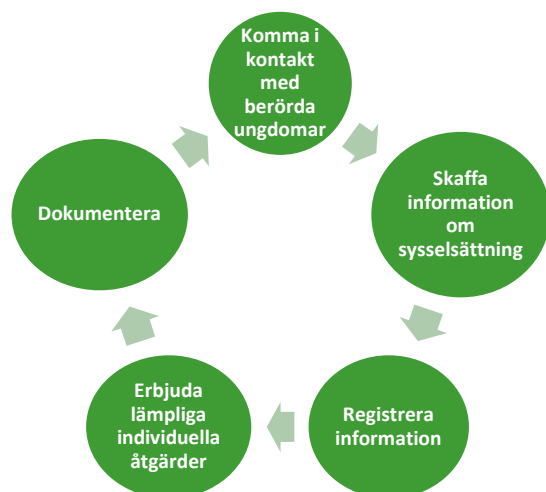 Komma i
kontakt
med
berörda
ungdomar
Skaffa
information
om
sysselsättning
Registrera
information
Erbjuda
lämpliga
individuella
åtgärder
Dokumentera